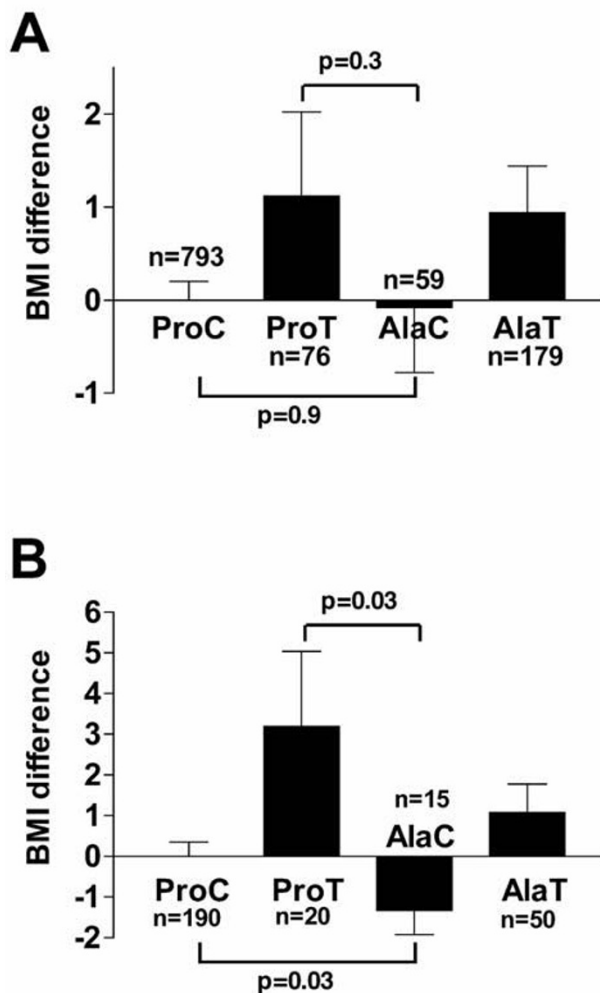 A
p=0.3
2
1
0
-1
BMI difference
n=793
n=59
ProC
ProT
AlaC
AlaT
n=76
n=179
p=0.9
B
p=0.03
6
5
4
3
2
1
0
-1
-2
BMI difference
n=15
AlaC
ProC
ProT
AlaT
n=190
n=20
n=50
p=0.03